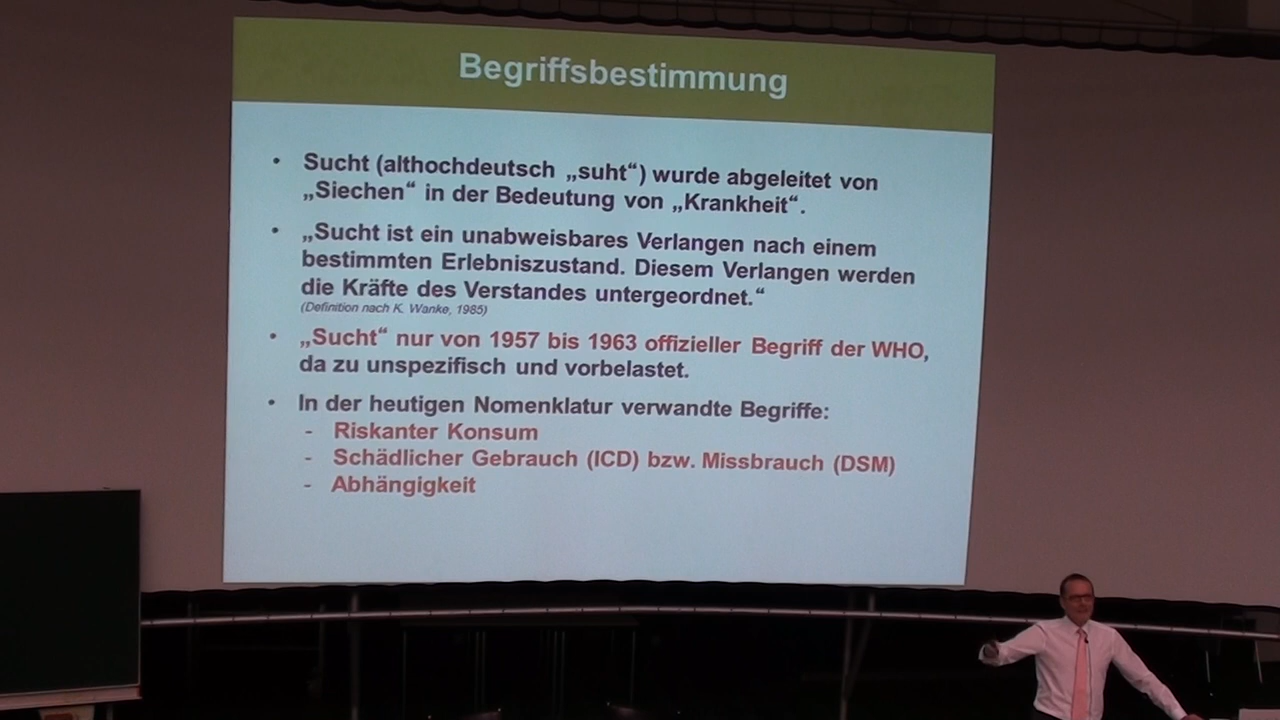 Begriffsbestimmung
• Sucht (althochdeutsch „suht“) wurde abgeleitet von
„Siechen“ in der Bedeutung von „Krankheit“.
• „Sucht ist ein unabweisbares Verlangen nach einem
bestimmten Erlebniszustand. Diesem Verlangen werden
die Kräfte des Verstandes untergeordnet.“
(Definition nach K. Wanke, 1985)
• „Sucht“ nur von 1957 bis 1963 offizieller Begriff der WHO,
da zu unspezifisch und vorbelastet.
• In der heutigen Nomenklatur verwandte Begriffe:
- Riskanter Konsum
- Schädlicher Gebrauch (ICD) bzw. Missbrauch (DSM)
- Abhängigkeit